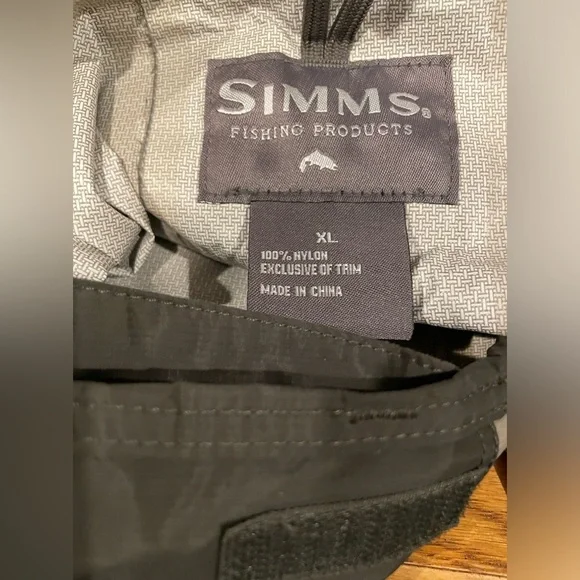 SIMMS®
FISHING PRODUCTS
XL
100% NYLON
EXCLUSIVE OF TRIM
MADE IN CHINA